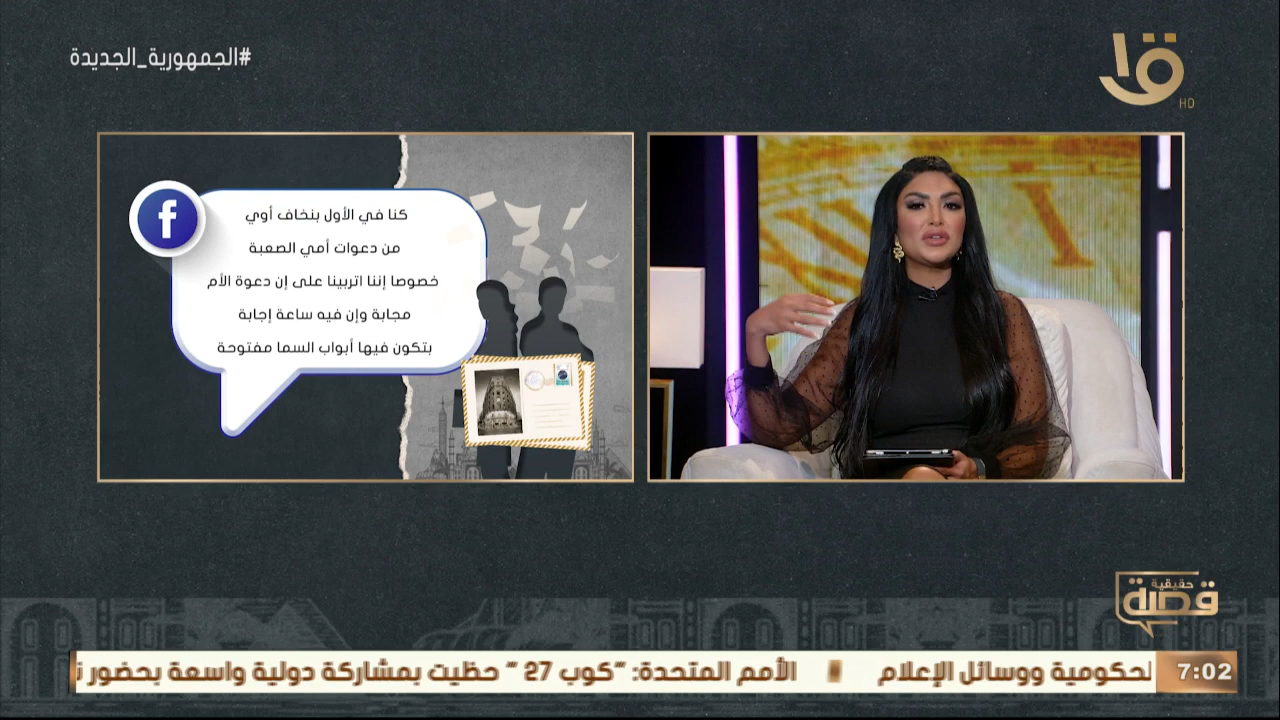 #الجمهورية_الجديدة
HD
f
كنا في الأول بنخاف أوي
من دعوات أمي الصعبة
خصوصا إننا اتربينا على إن دعوة الأم
مجابة وإن فيه ساعة إجابة
بتكون فيها أبواب السما مفتوحة
قصة
حقيقية
7:02
لحكومية ووسائل الإعلام
الأمم المتحدة: "كوب 27 " حظيت بمشاركة دولية واسعة بحضور